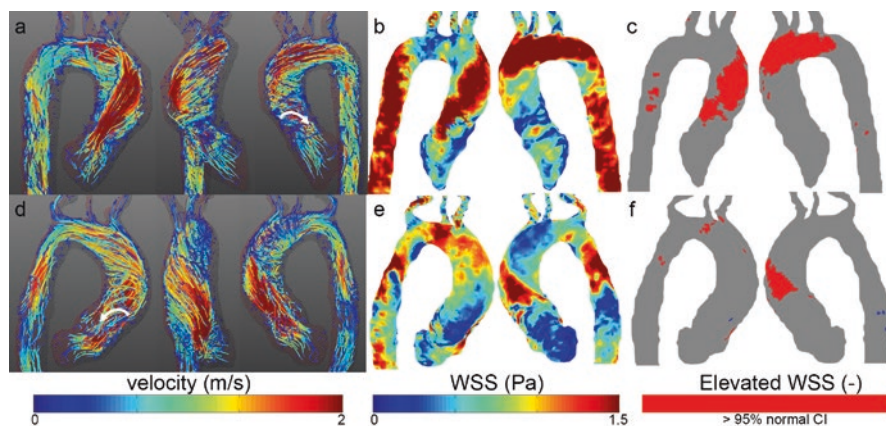 a b c
d e f
velocity (m/s) WSS (Pa) Elevated WSS (-)
0 2 0 1.5 > 95% normal CI